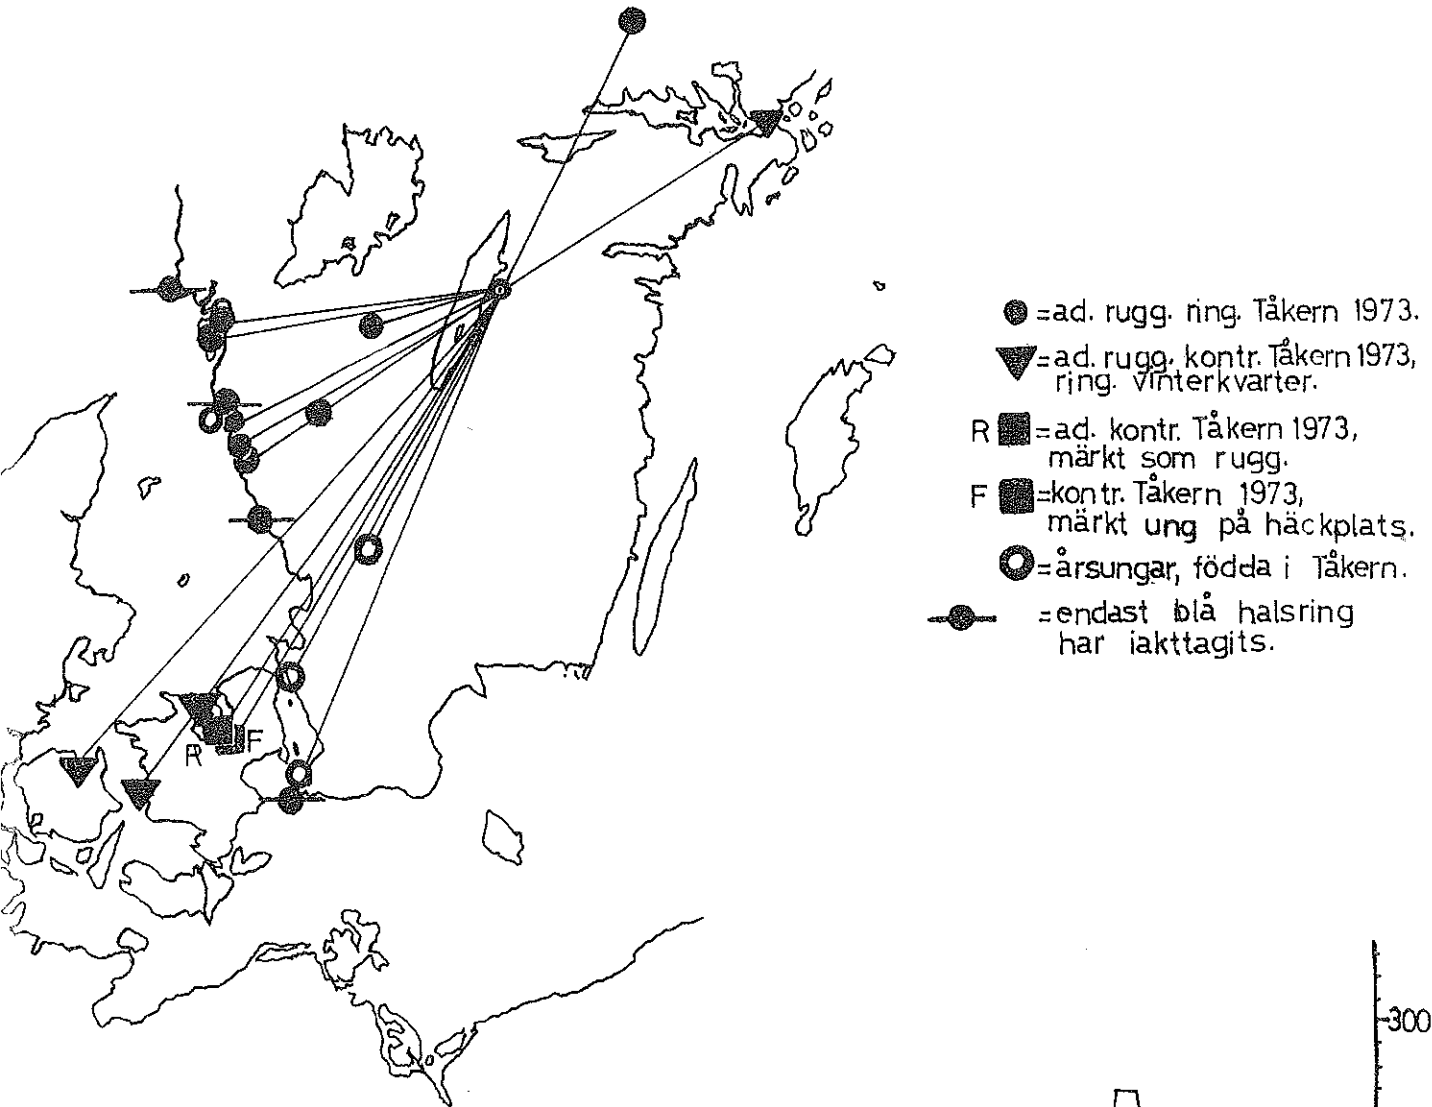 =ad. rugg. ring. Tåkern 1973.
=ad. rugg. kontr. Tåkern 1973,
ring. vinterkvarter.
R =ad. kontr. Tåkern 1973,
märkt som rugg.
F =kontr. Tåkern 1973,
märkt ung på häckplats.
=årsungar, födda i Tåkern.
=endast blå halsring
har iakttagits.
R F
300